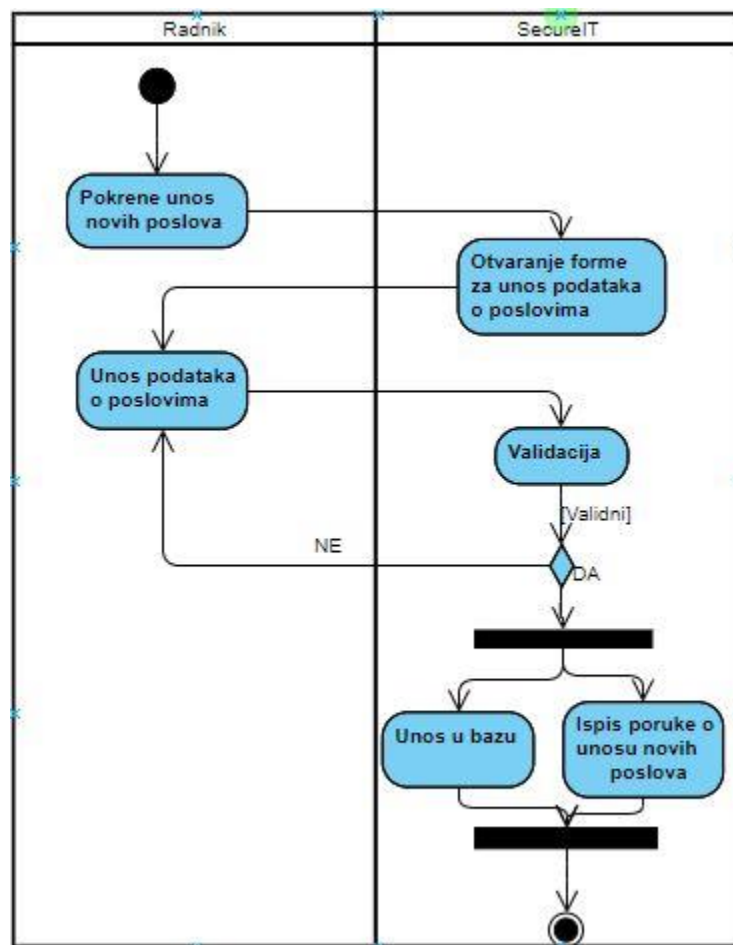 Radnik
SecureIT
Pokrene unos
novih poslova
Otvaranje forme
za unos podataka
o poslovima
Unos podataka
o poslovima
Validacija
[Validni]
NE
DA
Unos u bazu
Ispis poruke o
unosu novih
poslova